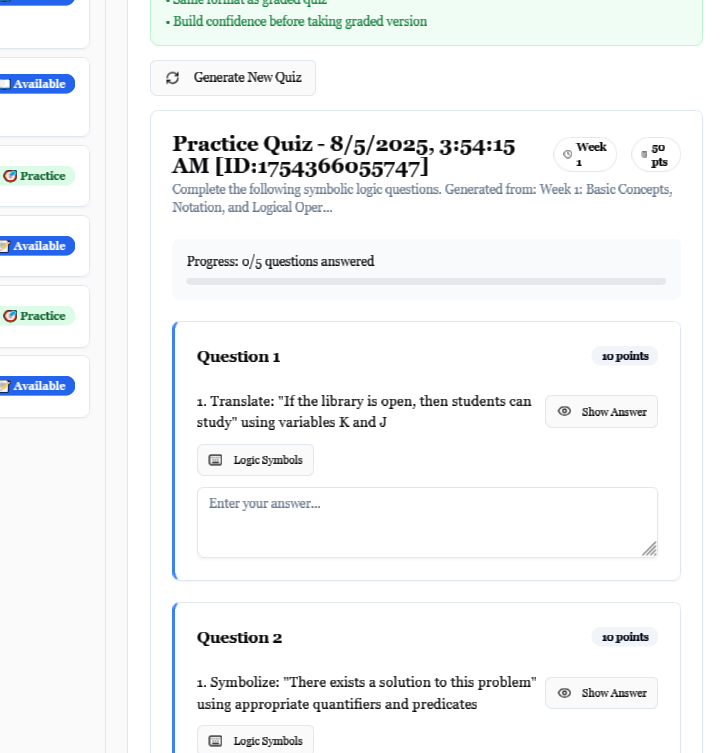 • Same format as graded quiz
• Build confidence before taking graded version
Available
Generate New Quiz
Practice Quiz - 8/5/2025, 3:54:15
AM [ID:1754366055747]
Week
1
50
pts
Complete the following symbolic logic questions. Generated from: Week 1: Basic Concepts,
Notation, and Logical Oper...
Practice
Available
Progress: 0/5 questions answered
Practice
Available
Question 1
10 points
1. Translate: "If the library is open, then students can
study" using variables K and J
Show Answer
Logic Symbols
Enter your answer...
Question 2
10 points
1. Symbolize: "There exists a solution to this problem"
using appropriate quantifiers and predicates
Show Answer
Logic Symbols